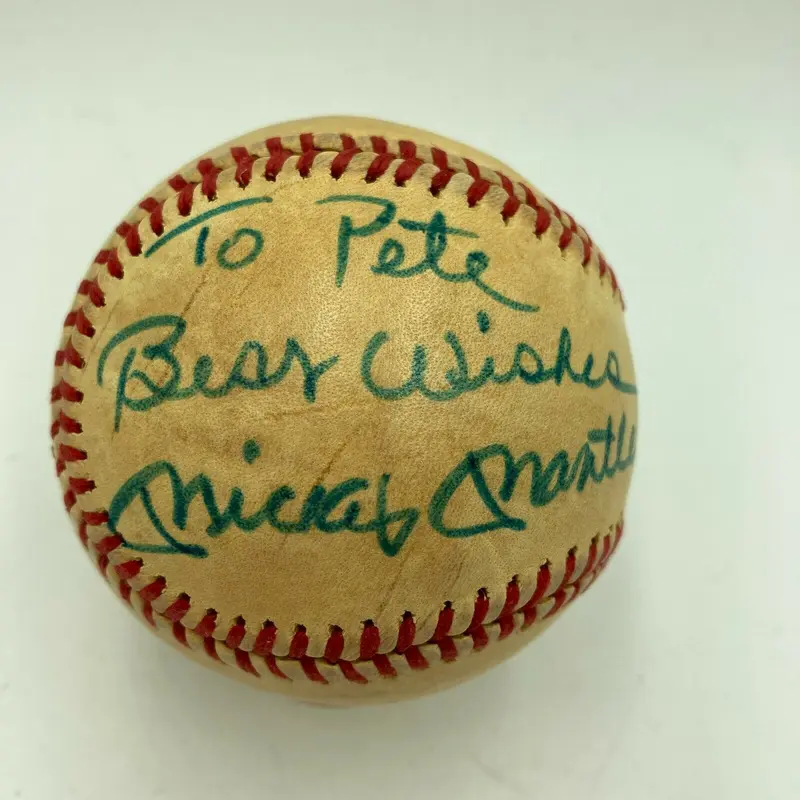 To Pete
Best Wishes
Mickey Mantle